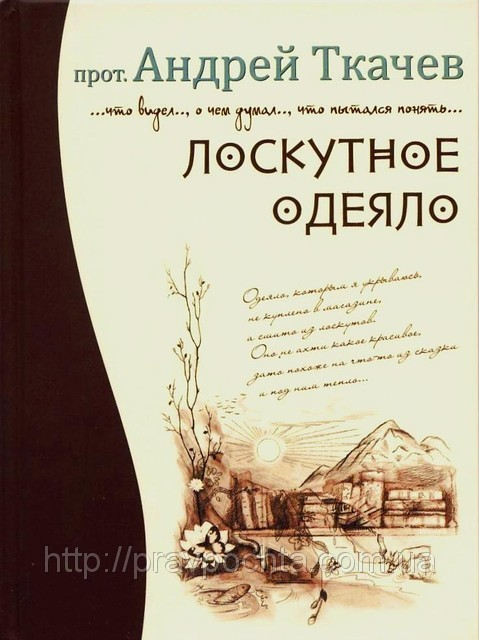 прот. Андрей Ткачев
...что видел.., о чем думал.., что пытался понять...
ЛОСКУТНОЕ
ОДЕЯЛО
Одеяло, которым я укрываюсь,
не куплено в магазине,
а сшито из лоскутов.
Оно не ахти какое красивое,
зато похоже на что-то из сказки
и под ним тепло...
http://pravpochta.com.ua